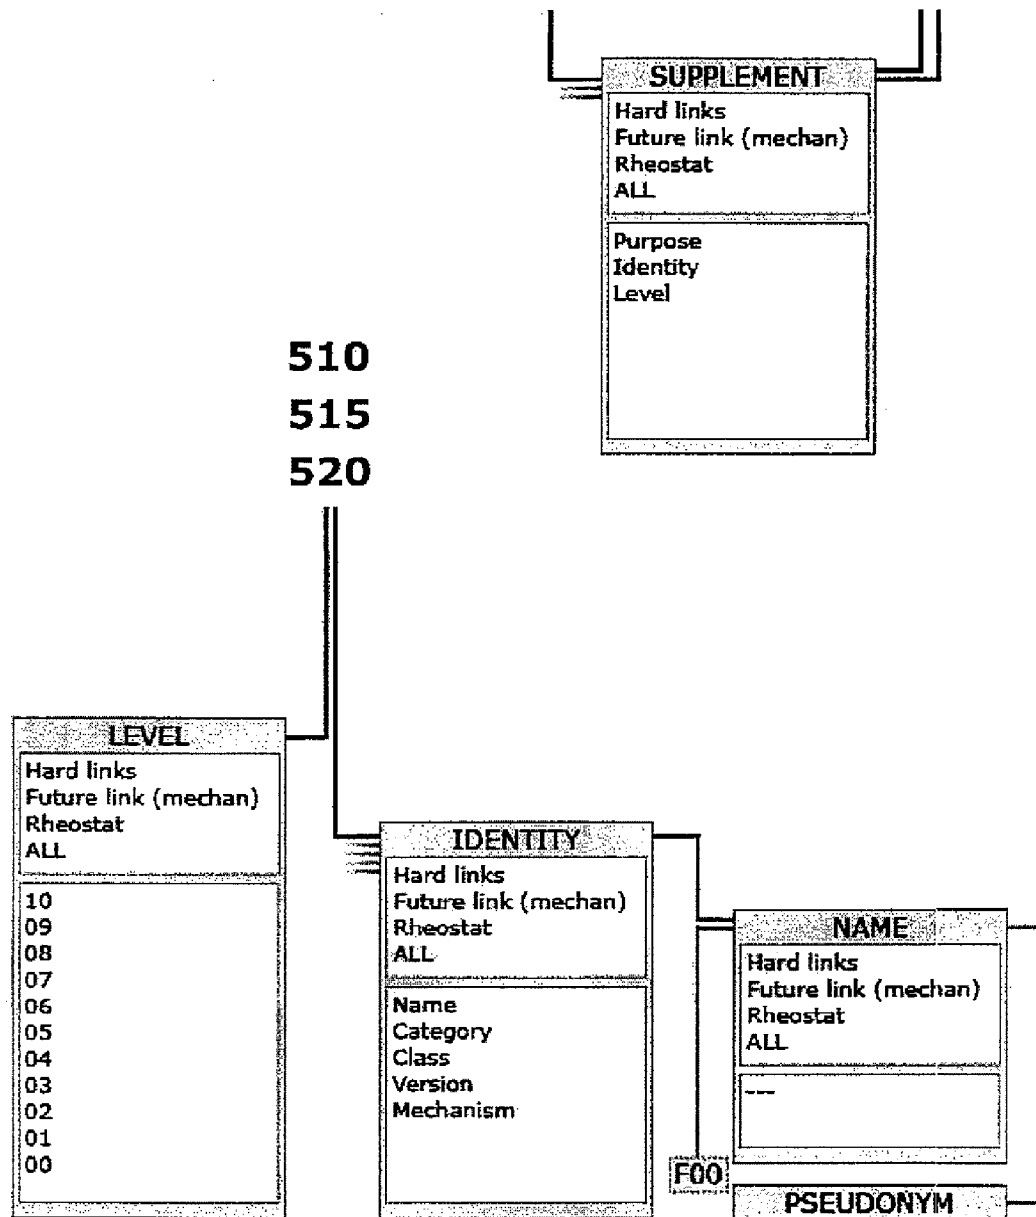 SUPPLEMENT
Hard links
Future link (mechan)
Rheostat
ALL
Purpose
Identity
Level
510
515
520
LEVEL
Hard links
Future link (mechan)
Rheostat
ALL
10
09
08
07
06
05
04
03
02
01
00
IDENTITY
Hard links
Future link (mechan)
Rheostat
ALL
Name
Category
Class
Version
Mechanism
NAME
Hard links
Future link (mechan)
Rheostat
ALL
---
F00
PSEUDONYM